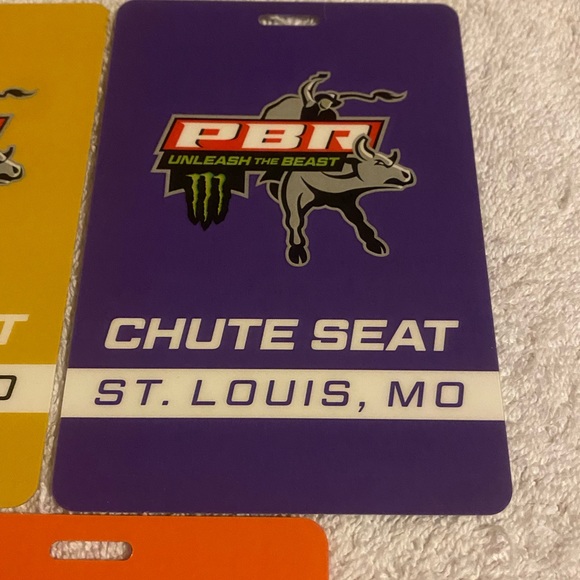 PBR
UNLEASH THE BEAST
CHUTE SEAT
ST. LOUIS, MO
T
O